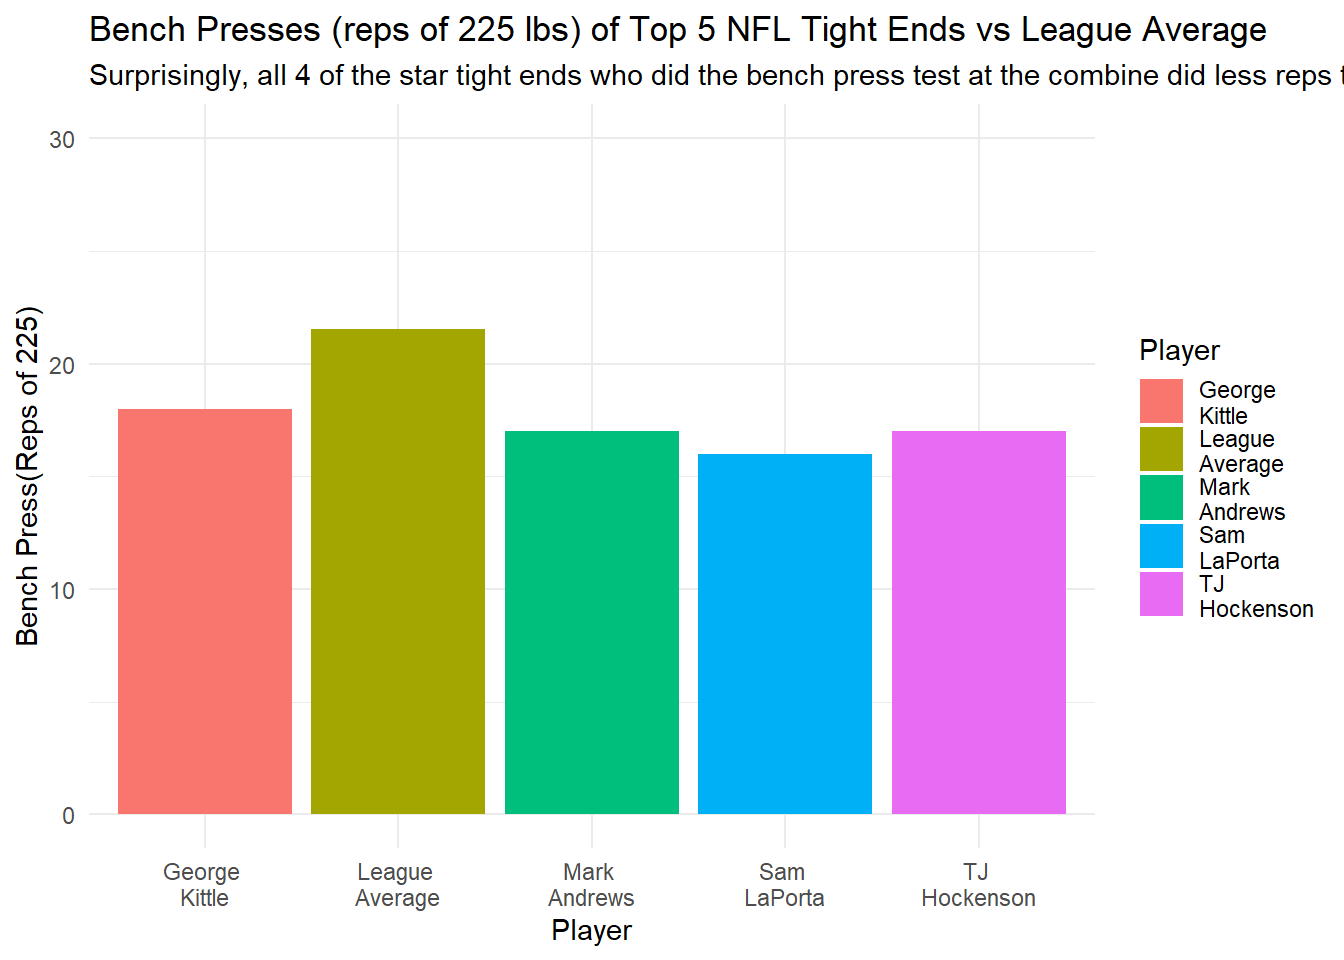 Bench Presses (reps of 225 lbs) of Top 5 NFL Tight Ends vs League Average
Surprisingly, all 4 of the star tight ends who did the bench press test at the combine did less reps
30
20
10
0
Bench Press(Reps of 225)
George
Kittle
League
Average
Mark
Andrews
Sam
LaPorta
TJ
Hockenson
Player
Player
George
Kittle
League
Average
Mark
Andrews
Sam
LaPorta
TJ
Hockenson